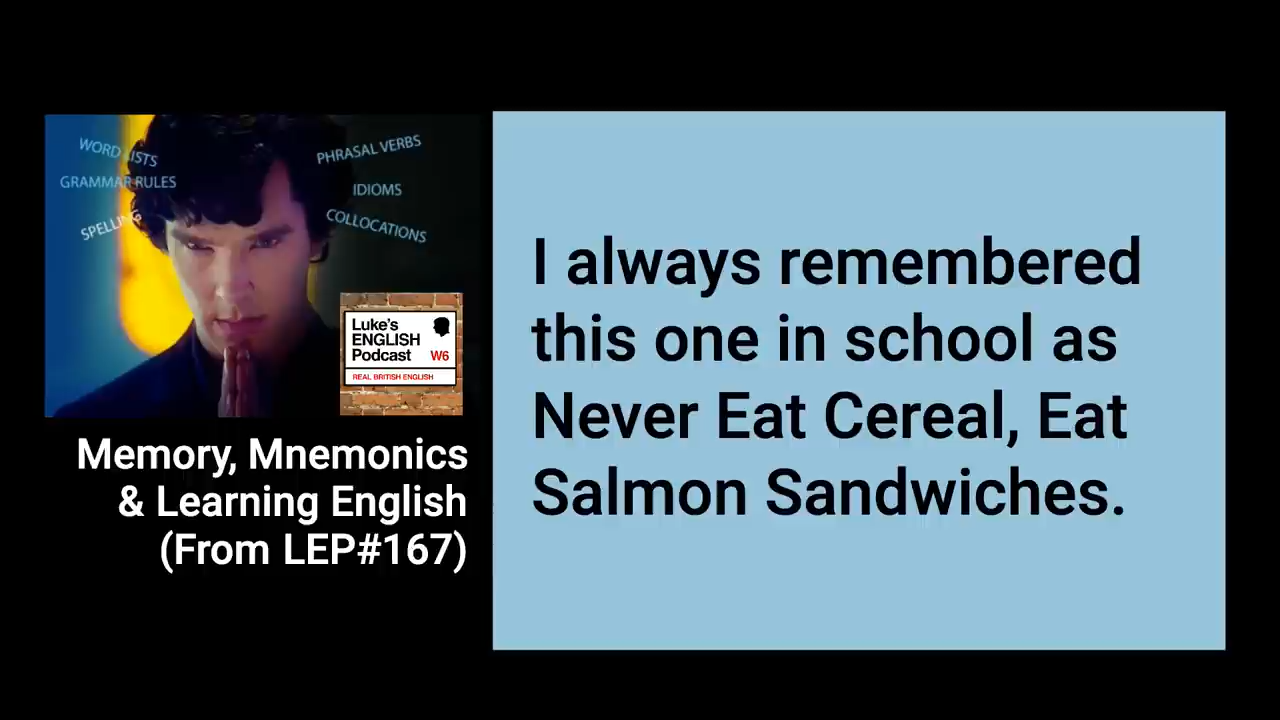 WORD LISTS
GRAMMAR RULES
SPELLING
PHRASAL VERBS
IDIOMS
COLLOCATIONS
Luke's
ENGLISH
Podcast W6
REAL BRITISH ENGLISH
Memory, Mnemonics
& Learning English
(From LEP#167)
I always remembered
this one in school as
Never Eat Cereal, Eat
Salmon Sandwiches.